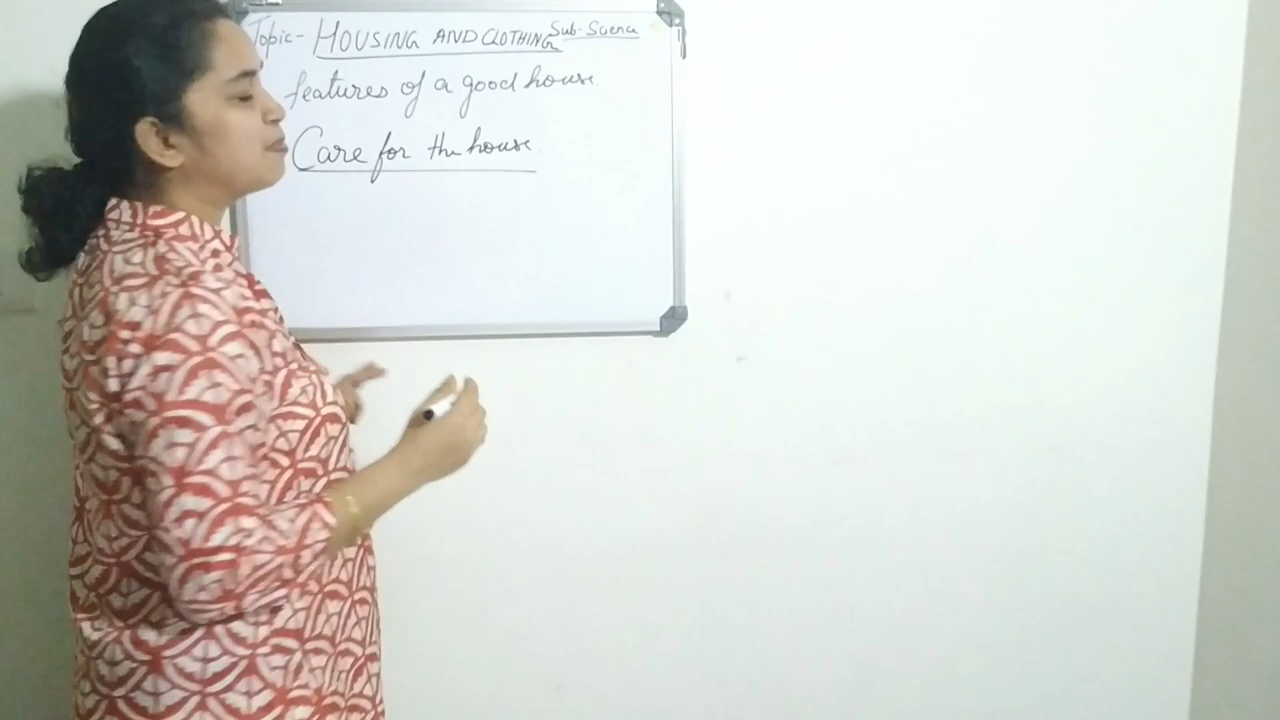 Topic- HOUSING AND CLOTHING Sub-Science
features of a good house.
Care for the house.